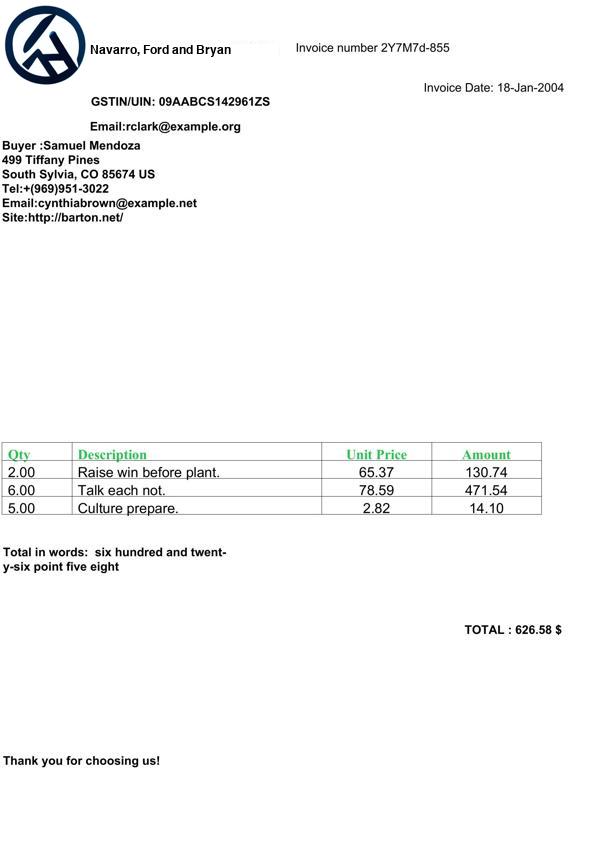 Navarro, Ford and Bryan
Invoice number 2Y7M7d-855
Invoice Date: 18-Jan-2004
GSTIN/UIN: 09AABCS142961ZS
Email:rclark@example.org
Buyer :Samuel Mendoza
499 Tiffany Pines
South Sylvia, CO 85674 US
Tel:+(969)951-3022
Email:cynthiabrown@example.net
Site:http://barton.net/
Qty Description Unit Price Amount
2.00 Raise win before plant. 65.37 130.74
6.00 Talk each not. 78.59 471.54
5.00 Culture prepare. 2.82 14.10
Total in words:  six hundred and twent-
y-six point five eight
TOTAL : 626.58 $
Thank you for choosing us!